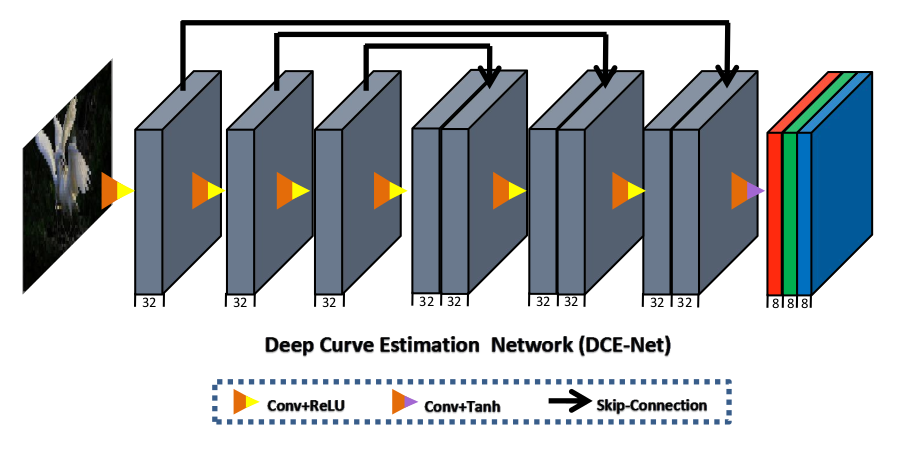 32 32 32 32 32 32 32 32 32 8 8 8
Deep Curve Estimation Network (DCE-Net)
Conv+ReLU Conv+Tanh Skip-Connection